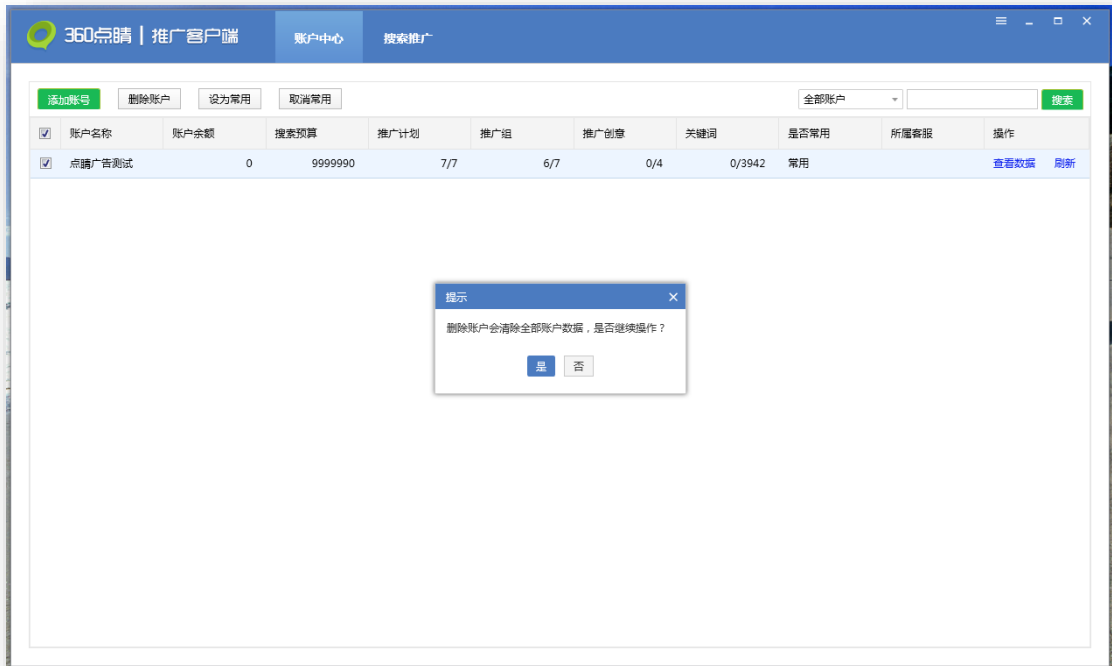 360点睛 | 推广客户端 账户中心 搜索推广
添加账号 删除账户 设为常用 取消常用 全部账户 搜索
账户名称 账户余额 搜索预算 推广计划 推广组 推广创意 关键词 是否常用 所属客服 操作
点睛广告测试 0 9999990 7/7 6/7 0/4 0/3942 常用 查看数据 刷新
提示
删除账户会清除全部账户数据，是否继续操作？
是 否